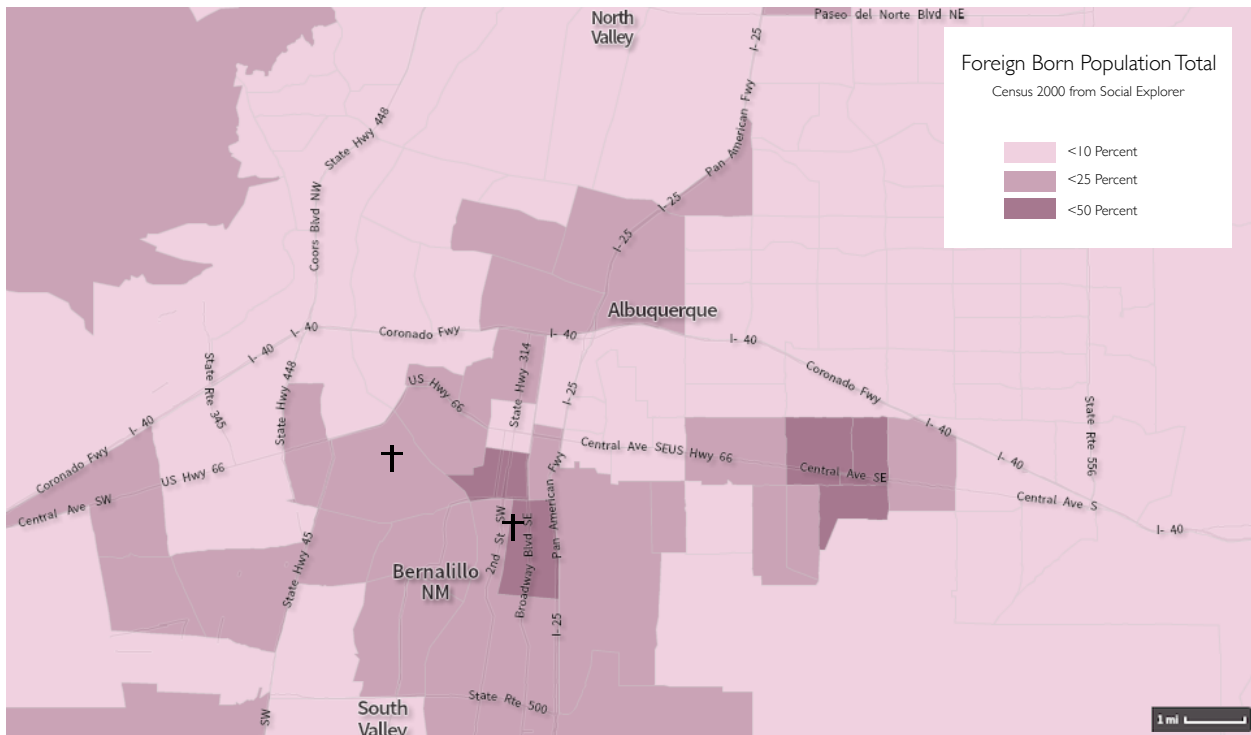 North
Valley
Paseo del Norte Blvd NE
I- 25
Foreign Born Population Total
Census 2000 from Social Explorer
<10 Percent
<25 Percent
<50 Percent
State Hwy 448
Pan American Fwy
I- 25
Coors Blvd NW
I- 25
Albuquerque
I- 40
Coronado Fwy
I- 40
I- 40
I- 40
State Rte 345
State Hwy 448
US Hwy 66
State Hwy 314
I- 25
Coronado Fwy
State Rte 556
I- 40
I- 40
Coronado Fwy
US Hwy 66
Central Ave SEUS Hwy 66
Central Ave SE
I- 40
Central Ave S
I- 40
Central Ave SW
State Hwy 45
Bernalillo
NM
2nd St SW
Broadway Blvd SE
Pan American Fwy
I- 25
State Rte 500
South
Valley
SW
1 mi